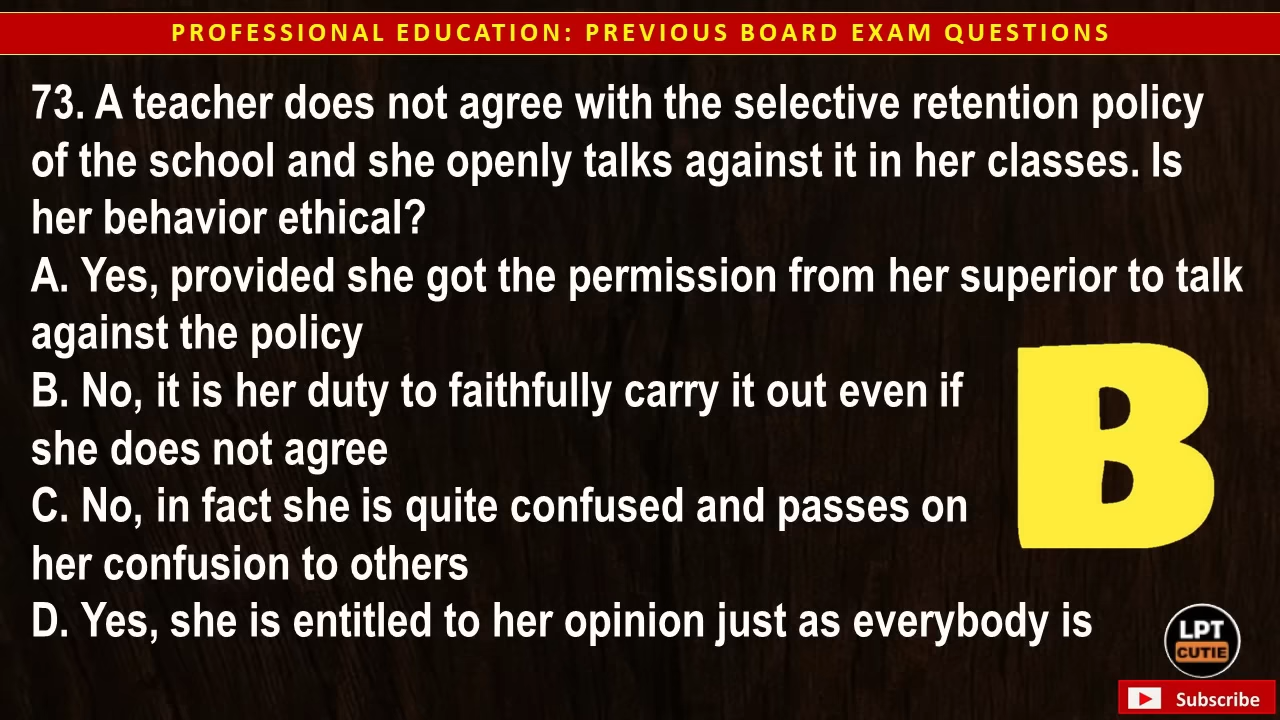 PROFESSIONAL EDUCATION: PREVIOUS BOARD EXAM QUESTIONS
73. A teacher does not agree with the selective retention policy
of the school and she openly talks against it in her classes. Is
her behavior ethical?
A. Yes, provided she got the permission from her superior to talk
against the policy
B. No, it is her duty to faithfully carry it out even if
she does not agree
C. No, in fact she is quite confused and passes on
her confusion to others
D. Yes, she is entitled to her opinion just as everybody is
B
LPT
CUTIE
Subscribe